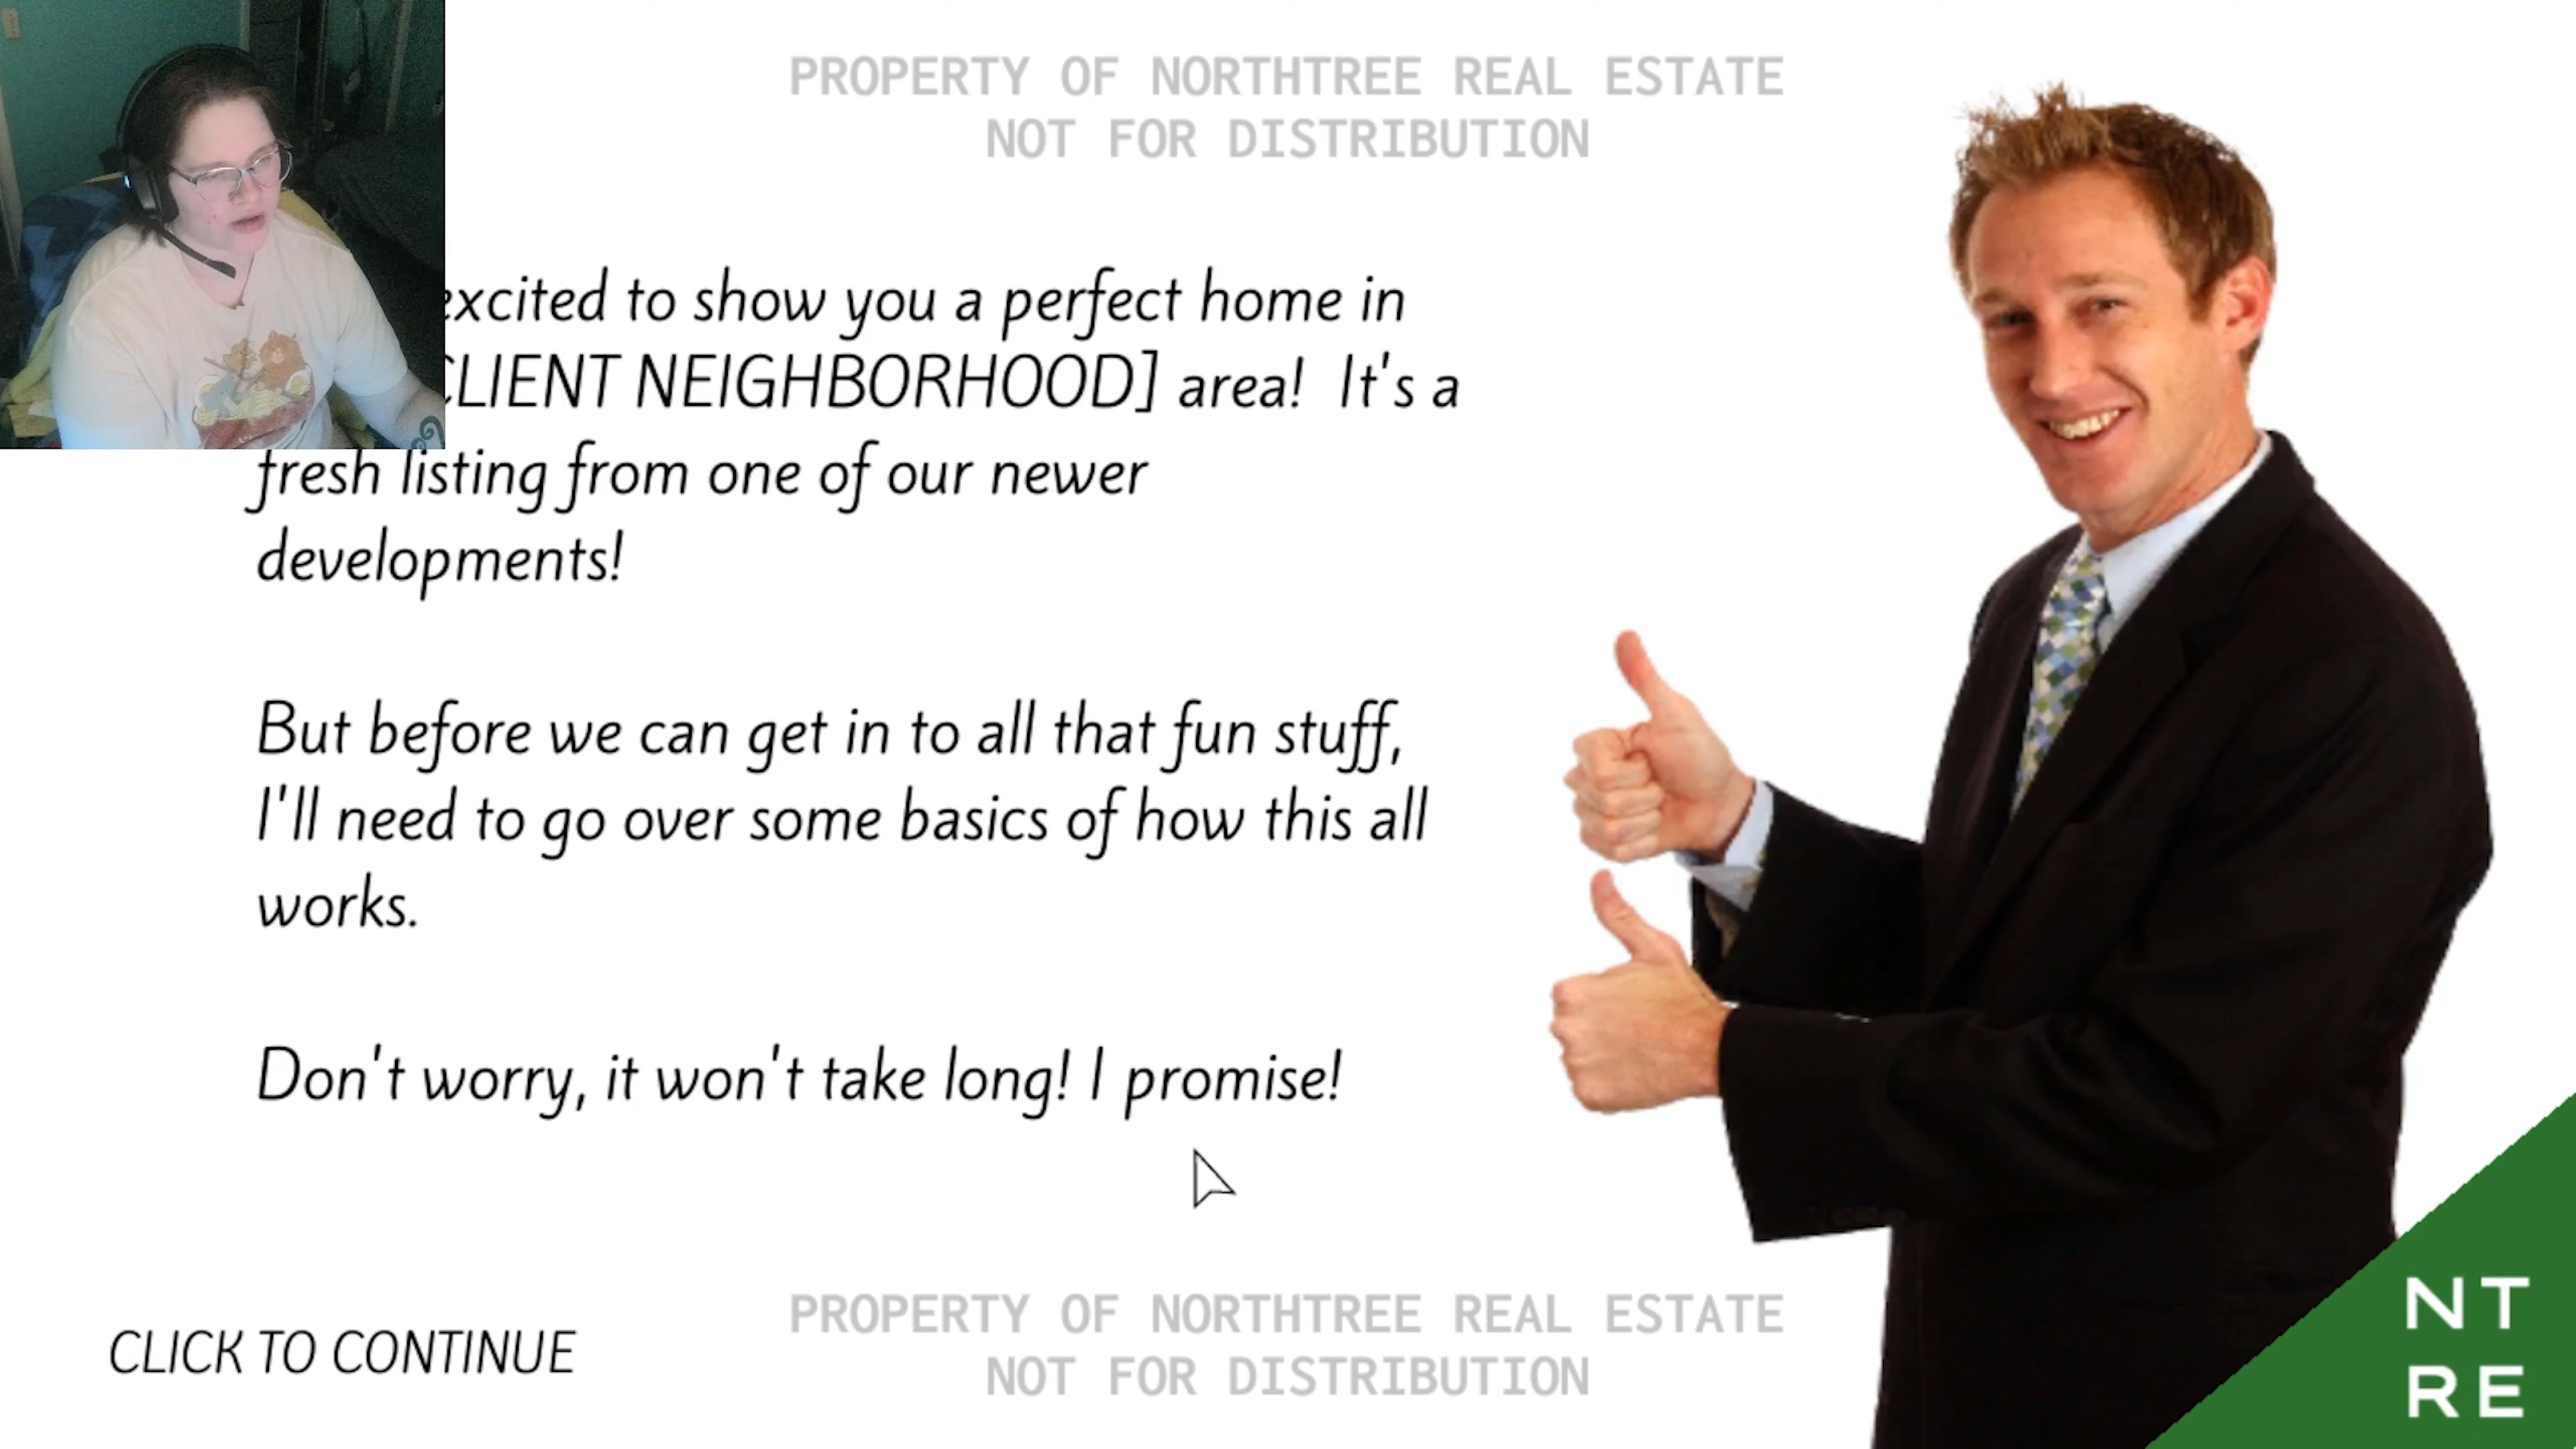 PROPERTY OF NORTHTREE REAL ESTATE
NOT FOR DISTRIBUTION
excited to show you a perfect home in
CLIENT NEIGHBORHOOD] area! It's a
fresh listing from one of our newer
developments!
But before we can get in to all that fun stuff,
I'll need to go over some basics of how this all
works.
Don't worry, it won't take long! I promise!
CLICK TO CONTINUE
PROPERTY OF NORTHTREE REAL ESTATE
NOT FOR DISTRIBUTION
NT
RE